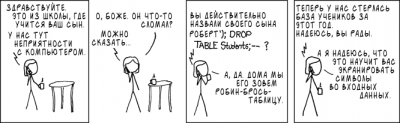 ЗДРАВСТВУЙТЕ.
ЭТО ИЗ ШКОЛЫ, ГДЕ
УЧИТСЯ ВАШ СЫН.
У НАС ТУТ
НЕПРИЯТНОСТИ
С КОМПЬЮТЕРОМ.
О, БОЖЕ. ОН ЧТО-ТО
СЛОМАЛ?
МОЖНО
СКАЗАТЬ...
ВЫ ДЕЙСТВИТЕЛЬНО
НАЗВАЛИ СВОЕГО СЫНА
РОБЕРТ'); DROP
TABLE Students;-- ?
А, ДА. ДОМА МЫ
ЕГО ЗОВЕМ
РОБИН-БРОСЬ-
ТАБЛИЦУ.
ТЕПЕРЬ У НАС СТЕРЛАСЬ
БАЗА УЧЕНИКОВ ЗА
ЭТОТ ГОД.
НАДЕЮСЬ, ВЫ РАДЫ.
А Я НАДЕЮСЬ, ЧТО
ЭТО НАУЧИТ ВАС
ЭКРАНИРОВАТЬ
СИМВОЛЫ
ВО ВХОДНЫХ
ДАННЫХ.